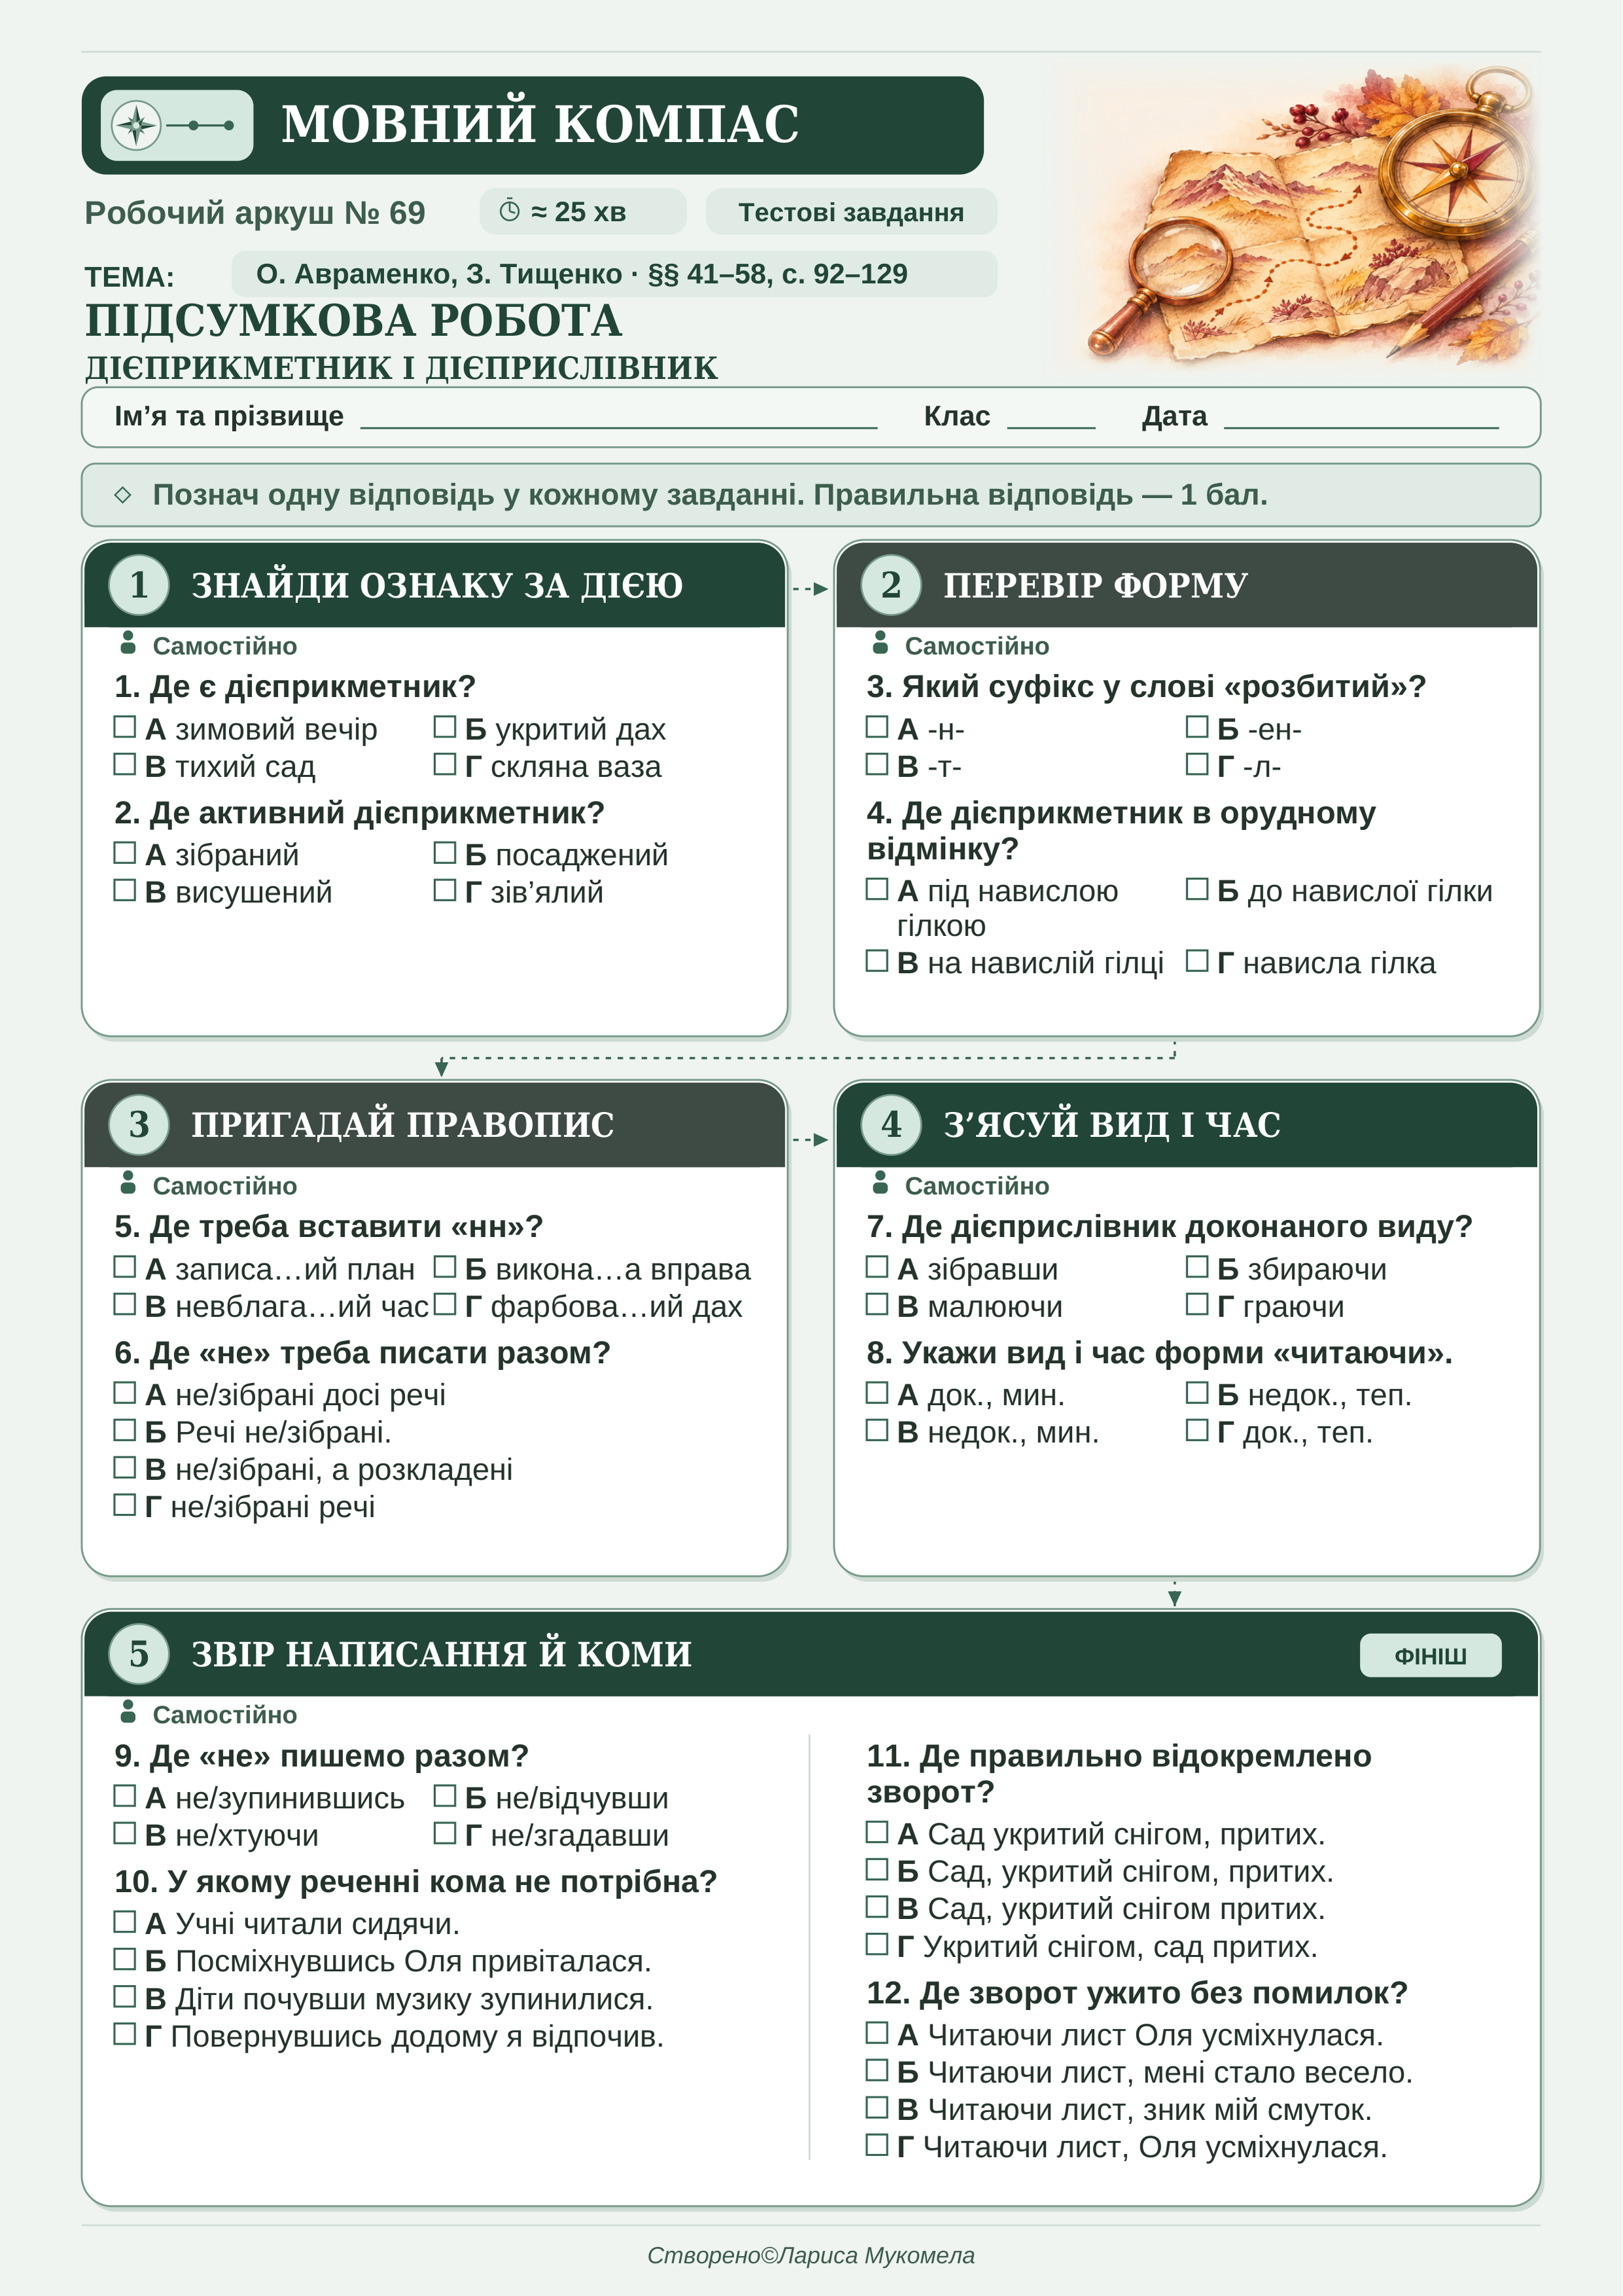 МОВНИЙ КОМПАС
Робочий аркуш № 69
≈ 25 хв
Тестові завдання
ТЕМА:
О. Авраменко, З. Тищенко · §§ 41–58, с. 92–129
ПІДСУМКОВА РОБОТА
ДІЄПРИКМЕТНИК І ДІЄПРИСЛІВНИК
Ім’я та прізвище
Клас
Дата
Познач одну відповідь у кожному завданні. Правильна відповідь — 1 бал.
1 ЗНАЙДИ ОЗНАКУ ЗА ДІЄЮ
Самостійно
1. Де є дієприкметник?
А зимовий вечір
Б укритий дах
В тихий сад
Г скляна ваза
2. Де активний дієприкметник?
А зібраний
Б посаджений
В висушений
Г зів’ялий
2 ПЕРЕВІР ФОРМУ
Самостійно
3. Який суфікс у слові «розбитий»?
А -н-
Б -ен-
В -т-
Г -л-
4. Де дієприкметник в орудному
відмінку?
А під навислою
гілкою
Б до навислої гілки
В на навислій гілці
Г нависла гілка
3 ПРИГАДАЙ ПРАВОПИС
Самостійно
5. Де треба вставити «нн»?
А записа…ий план
Б викона…а вправа
В невблага…ий час
Г фарбова…ий дах
6. Де «не» треба писати разом?
А не/зібрані досі речі
Б Речі не/зібрані.
В не/зібрані, а розкладені
Г не/зібрані речі
4 З’ЯСУЙ ВИД І ЧАС
Самостійно
7. Де дієприслівник доконаного виду?
А зібравши
Б збираючи
В малюючи
Г граючи
8. Укажи вид і час форми «читаючи».
А док., мин.
Б недок., теп.
В недок., мин.
Г док., теп.
5 ЗВІР НАПИСАННЯ Й КОМИ
ФІНІШ
Самостійно
9. Де «не» пишемо разом?
А не/зупинившись
Б не/відчувши
В не/хтуючи
Г не/згадавши
10. У якому реченні кома не потрібна?
А Учні читали сидячи.
Б Посміхнувшись Оля привіталася.
В Діти почувши музику зупинилися.
Г Повернувшись додому я відпочив.
11. Де правильно відокремлено
зворот?
А Сад укритий снігом, притих.
Б Сад, укритий снігом, притих.
В Сад, укритий снігом притих.
Г Укритий снігом, сад притих.
12. Де зворот ужито без помилок?
А Читаючи лист Оля усміхнулася.
Б Читаючи лист, мені стало весело.
В Читаючи лист, зник мій смуток.
Г Читаючи лист, Оля усміхнулася.
Створено©Лариса Мукомела